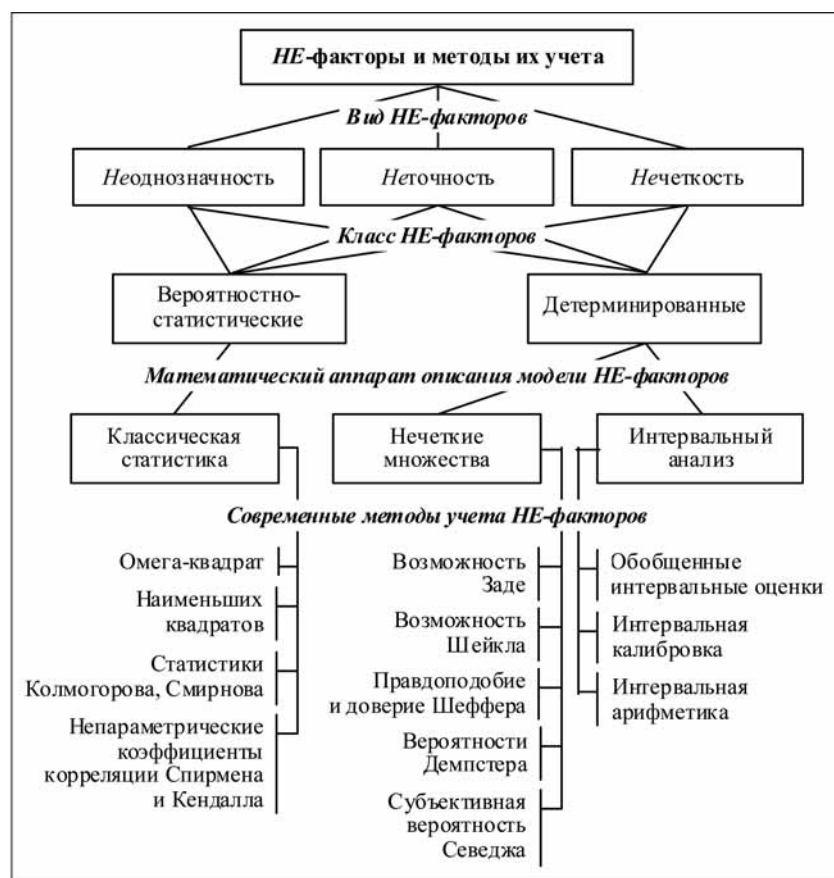 НЕ-факторы и методы их учета
Вид НЕ-факторов
Неоднозначность
Неточность
Нечеткость
Класс НЕ-факторов
Вероятностно-
статистические
Детерминированные
Математический аппарат описания модели НЕ-факторов
Классическая
статистика
Нечеткие
множества
Интервальный
анализ
Современные методы учета НЕ-факторов
Омега-квадрат
Наименьших
квадратов
Статистики
Колмогорова, Смирнова
Непараметрические
коэффициенты
корреляции Спирмена
и Кендалла
Возможность
Заде
Возможность
Шейкла
Правдоподобие
и доверие Шеффера
Вероятности
Демпстера
Субъективная
вероятность
Севеджа
Обобщенные
интервальные оценки
Интервальная
калибровка
Интервальная
арифметика